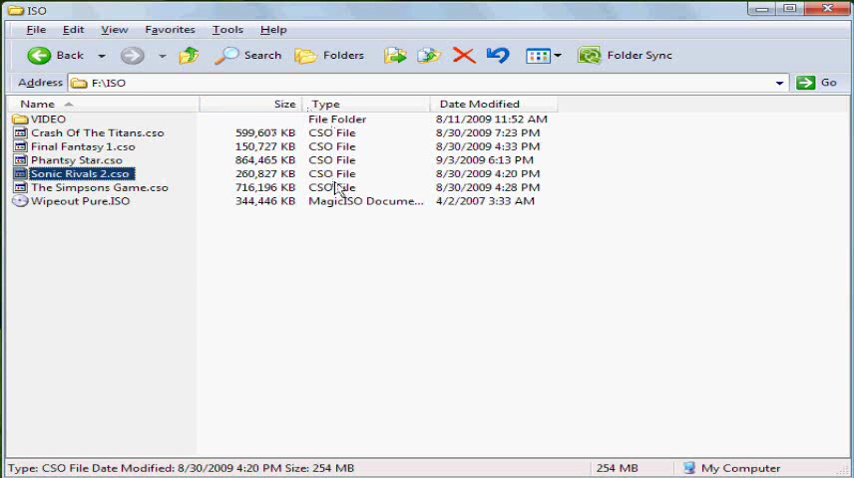 ISO
File Edit View Favorites Tools Help
Back Search Folders Folder Sync
Address F:\ISO Go
Name Size Type Date Modified
VIDEO File Folder 8/11/2009 11:52 AM
Crash Of The Titans.cso 599,607 KB CSO File 8/30/2009 7:23 PM
Final Fantasy 1.cso 150,727 KB CSO File 8/30/2009 4:33 PM
Phantsy Star.cso 864,465 KB CSO File 9/3/2009 6:13 PM
Sonic Rivals 2.cso 260,827 KB CSO File 8/30/2009 4:20 PM
The Simpsons Game.cso 716,196 KB CSO File 8/30/2009 4:28 PM
Wipeout Pure.ISO 344,446 KB MagicISO Docume... 4/2/2007 3:33 AM
Type: CSO File Date Modified: 8/30/2009 4:20 PM Size: 254 MB 254 MB My Computer